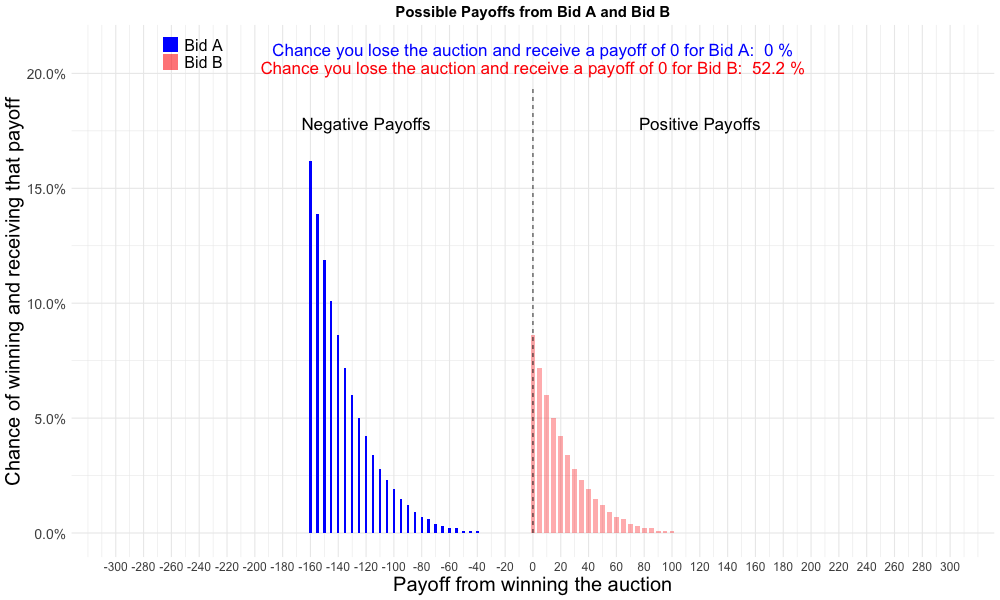 Possible Payoffs from Bid A and Bid B
Bid A
Bid B
Chance you lose the auction and receive a payoff of 0 for Bid A:  0 %
Chance you lose the auction and receive a payoff of 0 for Bid B:  52.2 %
Negative Payoffs
Positive Payoffs
Chance of winning and receiving that payoff
20.0%
15.0%
10.0%
5.0%
0.0%
-300 -280 -260 -240 -220 -200 -180 -160 -140 -120 -100 -80 -60 -40 -20 0 20 40 60 80 100 120 140 160 180 200 220 240 260 280 300
Payoff from winning the auction